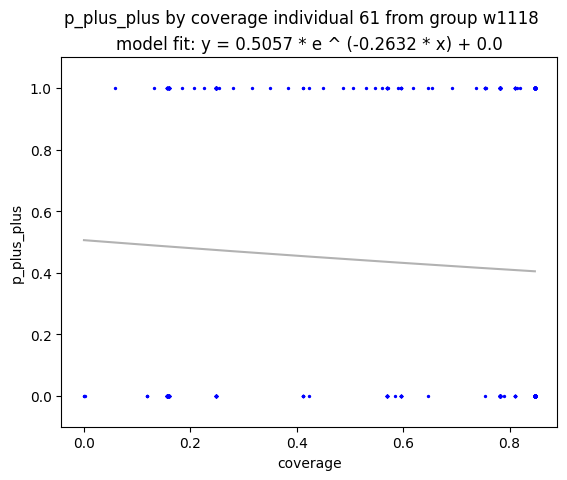 p_plus_plus by coverage individual 61 from group w1118
model fit: y = 0.5057 * e ^ (-0.2632 * x) + 0.0
1.0
0.8
0.6
0.4
0.2
0.0
p_plus_plus
0.0 0.2 0.4 0.6 0.8
coverage